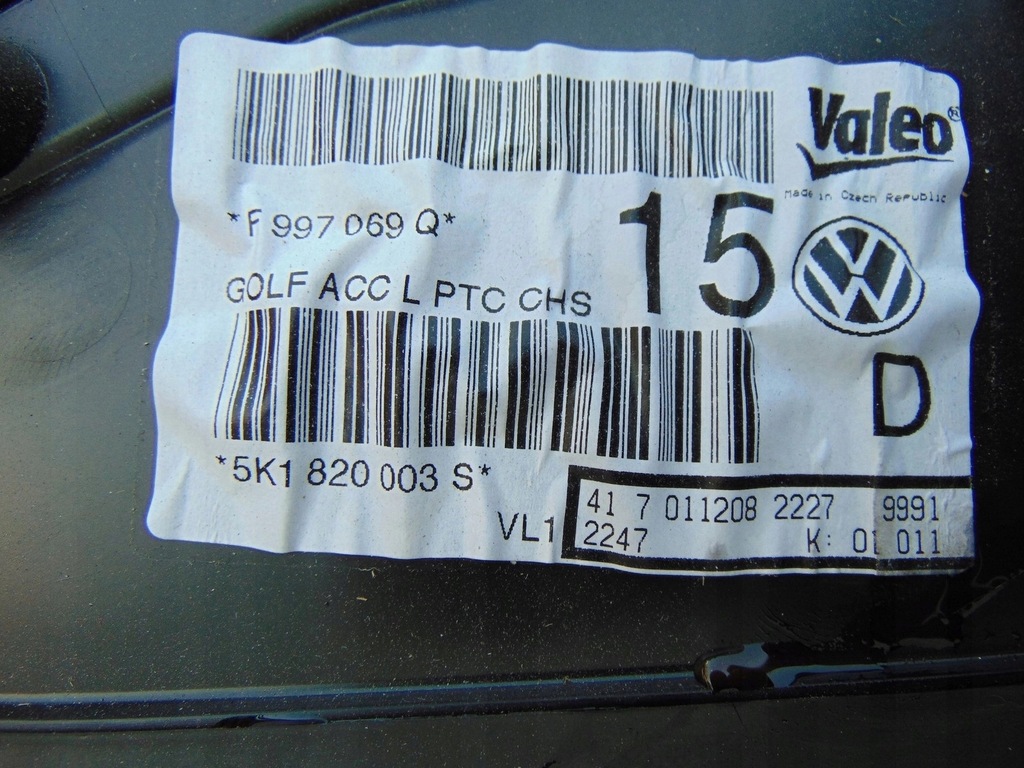 Valeo®
Made in Czech Republic
*F 997 069 Q*
15
GOLF ACC L PTC CHS
D
*5K1 820 003 S*
VL1
41 7 011208 2227 9991
2247 K: 01 011